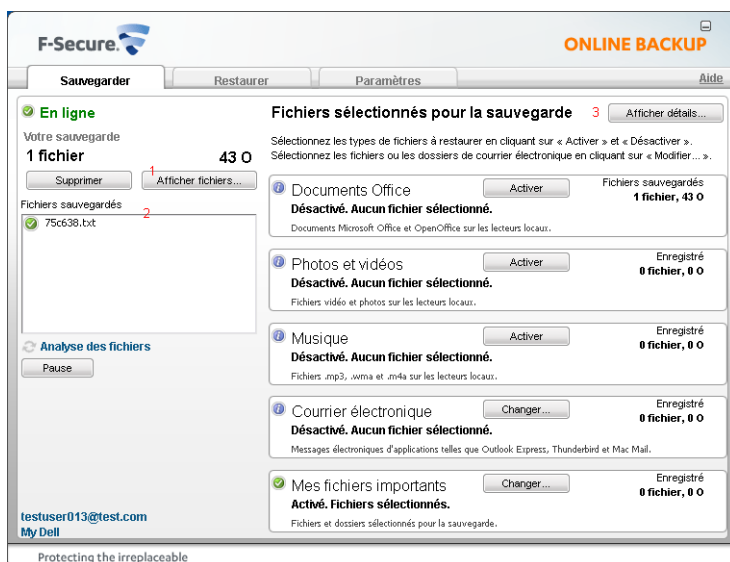 F-Secure.
ONLINE BACKUP
Sauvegarder
Restaurer
Paramètres
Aide
En ligne
Votre sauvegarde
1 fichier
43 O
1
Supprimer
Afficher fichiers...
Fichiers sauvegardés
2
75c638.txt
Analyse des fichiers
Pause
testuser013@test.com
My Dell
Fichiers sélectionnés pour la sauvegarde
3
Afficher détails...
Sélectionnez les types de fichiers à restaurer en cliquant sur « Activer » et « Désactiver ».
Sélectionnez les fichiers ou les dossiers de courrier électronique en cliquant sur « Modifier... ».
Documents Office
Activer
Fichiers sauvegardés
1 fichier, 43 O
Désactivé. Aucun fichier sélectionné.
Documents Microsoft Office et OpenOffice sur les lecteurs locaux.
Photos et vidéos
Activer
Enregistré
0 fichier, 0 O
Désactivé. Aucun fichier sélectionné.
Fichiers vidéo et photos sur les lecteurs locaux.
Musique
Activer
Enregistré
0 fichier, 0 O
Désactivé. Aucun fichier sélectionné.
Fichiers .mp3, .wma et .m4a sur les lecteurs locaux.
Courrier électronique
Changer...
Enregistré
0 fichier, 0 O
Désactivé. Aucun fichier sélectionné.
Messages électroniques d'applications telles que Outlook Express, Thunderbird et Mac Mail.
Mes fichiers importants
Changer...
Enregistré
0 fichier, 0 O
Activé. Fichiers sélectionnés.
Fichiers et dossiers sélectionnés pour la sauvegarde.
Protecting the irreplaceable